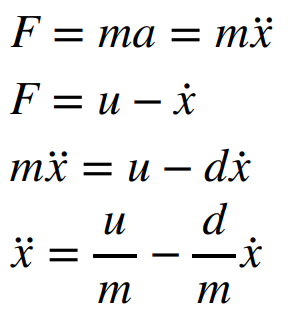 F = ma = mẍ
F = u − ẋ
mẍ = u − dẋ
ẍ = u/m − d/m ẋ